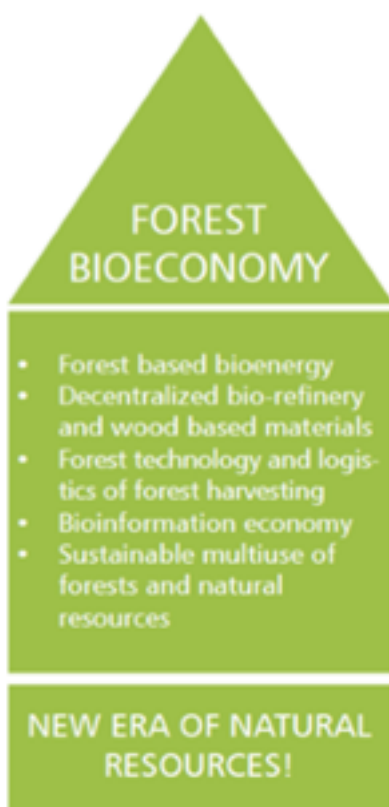 FOREST
BIOECONOMY
• Forest based bioenergy
• Decentralized bio-refinery
and wood based materials
• Forest technology and logis-
tics of forest harvesting
• Bioinformation economy
• Sustainable multiuse of
forests and natural
resources
NEW ERA OF NATURAL
RESOURCES!